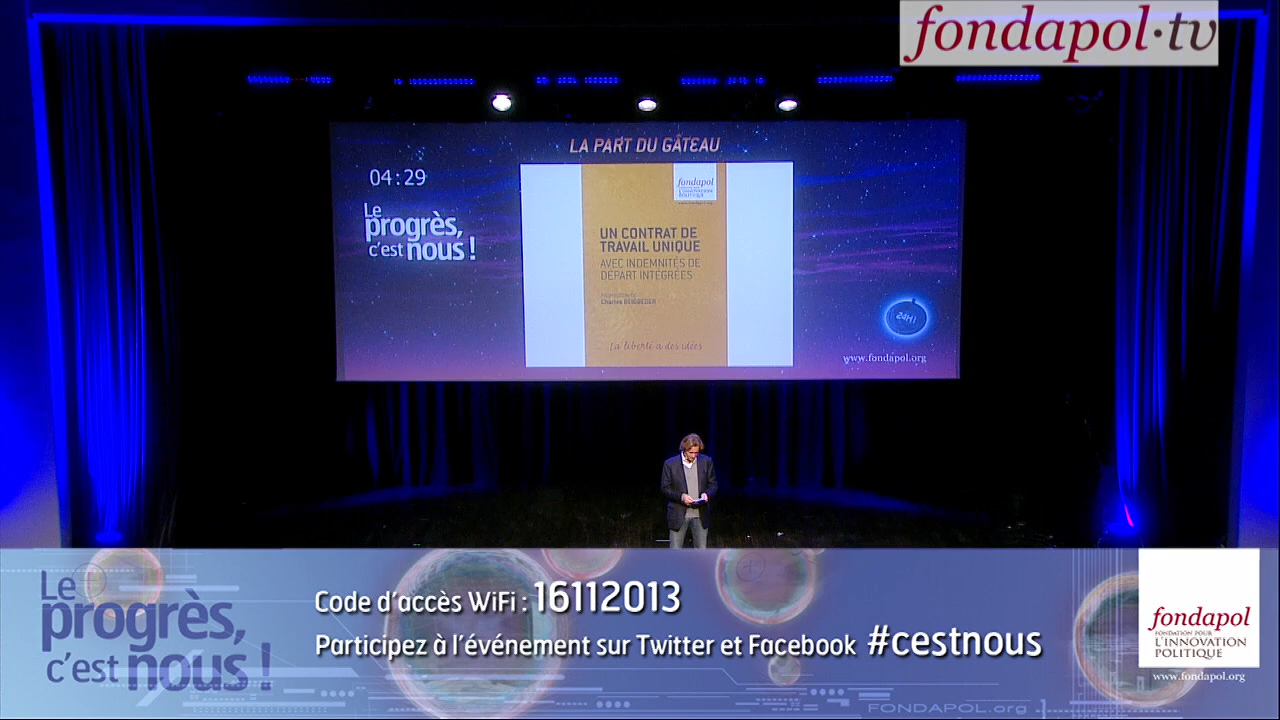 fondapol·tv
LA PART DU GÂTEAU
04:29
Le
progrès,
c'est nous !
fondapol
L'INNOVATION
POLITIQUE
UN CONTRAT DE
TRAVAIL UNIQUE
AVEC INDEMNITÉS DE
DÉPART INTÉGRÉES
Charles BEIGBEDER
La liberté a des idées
24H!
www.fondapol.org
Le
progrès,
c'est nous !
Code d'accès WiFi : 16112013
Participez à l'événement sur Twitter et Facebook #cestnous
fondapol
FONDATION POUR
L'INNOVATION
POLITIQUE
www.fondapol.org
FONDAPOL.org